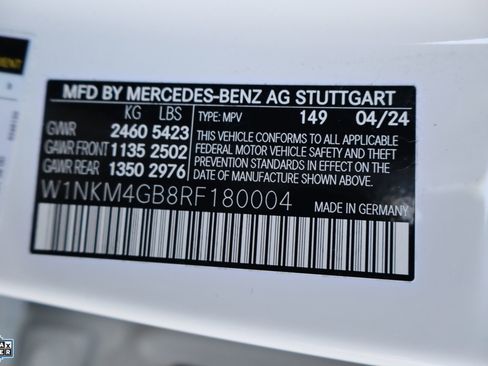 MFD BY MERCEDES-BENZ AG STUTTGART
KG LBS
TYPE: MPV 149 04/24
GVWR 2460 5423
GAWR FRONT 1135 2502
GAWR REAR 1350 2976
THIS VEHICLE CONFORMS TO ALL APPLICABLE
FEDERAL MOTOR VEHICLE SAFETY AND THEFT
PREVENTION STANDARDS IN EFFECT ON THE
DATE OF MANUFACTURE SHOWN ABOVE.
W1NKM4GB8RF180004 MADE IN GERMANY